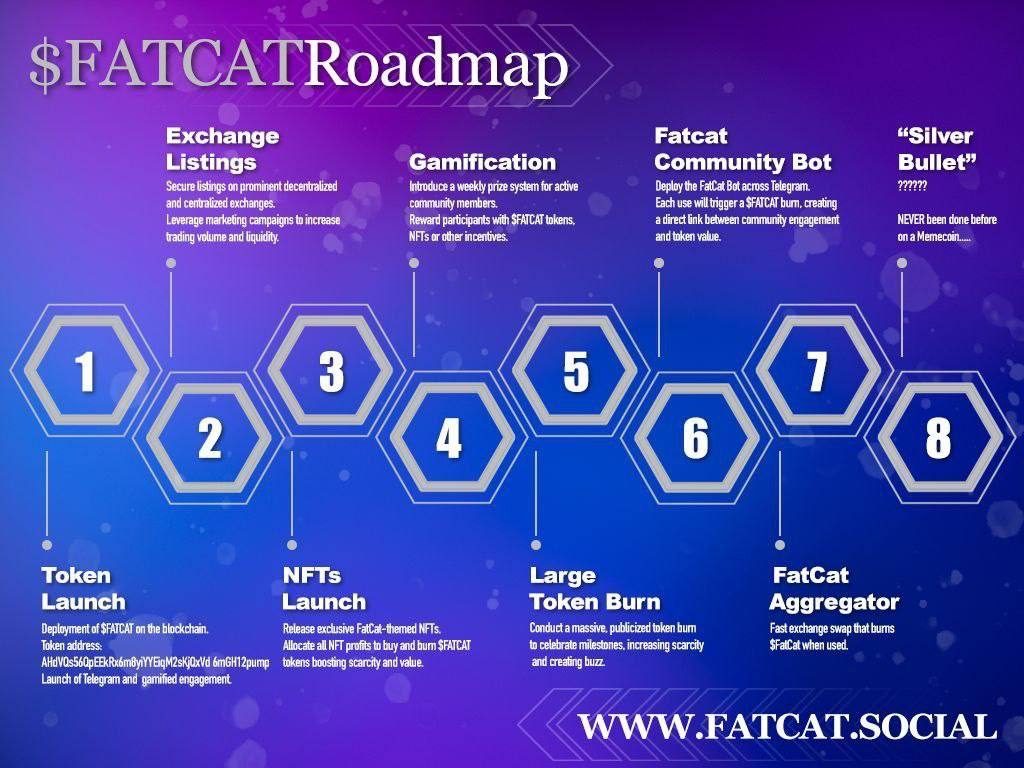 $FATCATRoadmap
Exchange
Listings
Secure listings on prominent decentralized
and centralized exchanges.
Leverage marketing campaigns to increase
trading volume and liquidity.
Gamification
Introduce a weekly prize system for active
community members.
Reward participants with $FATCAT tokens,
NFTs or other incentives.
Fatcat
Community Bot
Deploy the FatCat Bot across Telegram.
Each use will trigger a $FATCAT burn, creating
a direct link between community engagement
and token value.
“Silver
Bullet”
??????
NEVER been done before
on a Memecoin.....
1
2
3
4
5
6
7
8
Token
Launch
Deployment of $FATCAT on the blockchain.
Token address:
AHdVQs56QpEEkRx6m8yiYYEiqM2sKjQxVd 6mGH12pump
Launch of Telegram and gamified engagement.
NFTs
Launch
Release exclusive FatCat-themed NFTs.
Allocate all NFT profits to buy and burn $FATCAT
tokens boosting scarcity and value.
Large
Token Burn
Conduct a massive, publicized token burn
to celebrate milestones, increasing scarcity
and creating buzz.
FatCat
Aggregator
Fast exchange swap that burns
$FatCat when used.
WWW.FATCAT.SOCIAL